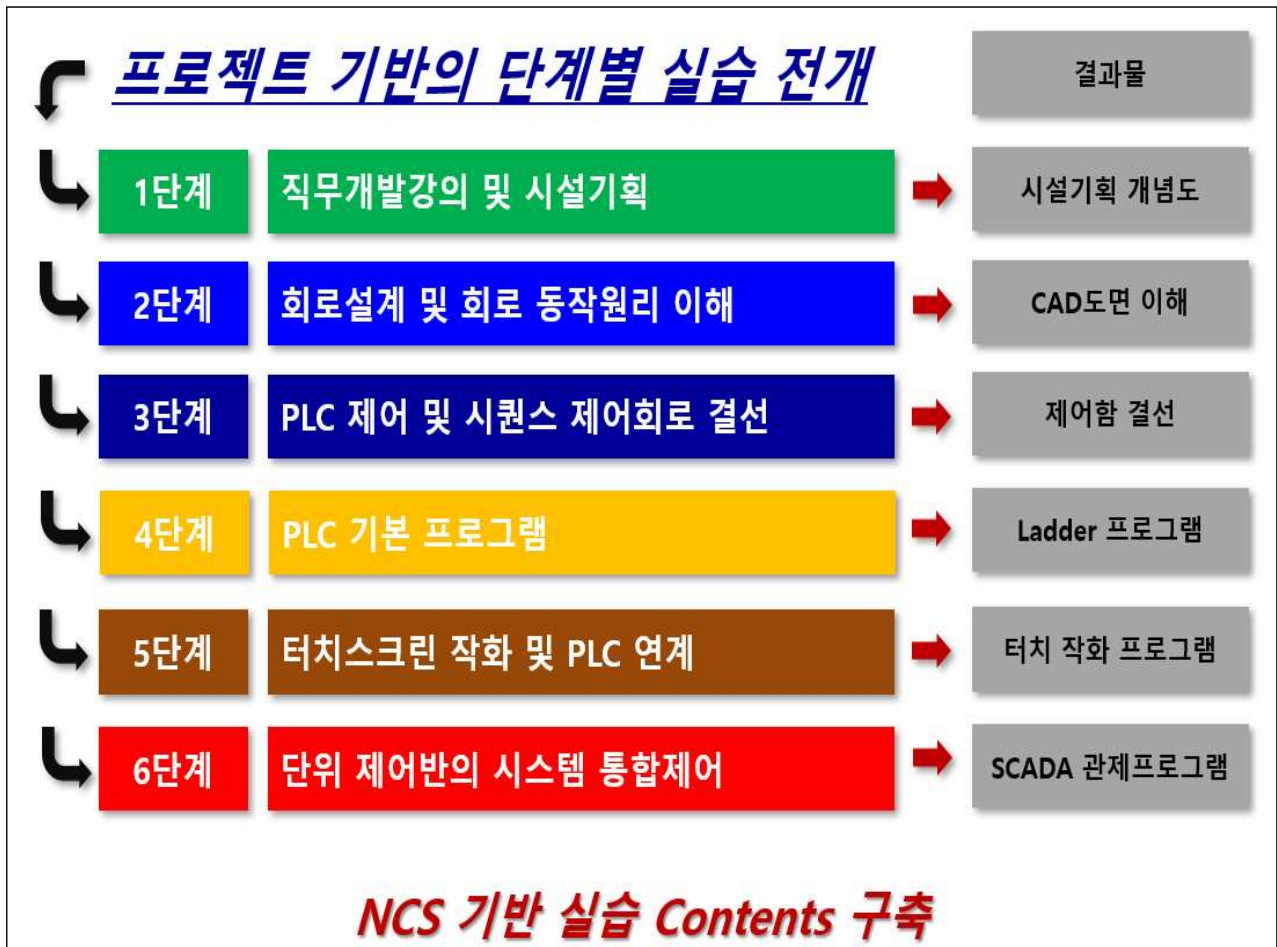 프로젝트 기반의 단계별 실습 전개
결과물
1단계 직무개발강의 및 시설기획 시설기획 개념도
2단계 회로설계 및 회로 동작원리 이해 CAD도면 이해
3단계 PLC 제어 및 시퀀스 제어회로 결선 제어함 결선
4단계 PLC 기본 프로그램 Ladder 프로그램
5단계 터치스크린 작화 및 PLC 연계 터치 작화 프로그램
6단계 단위 제어반의 시스템 통합제어 SCADA 관제프로그램
NCS 기반 실습 Contents 구축